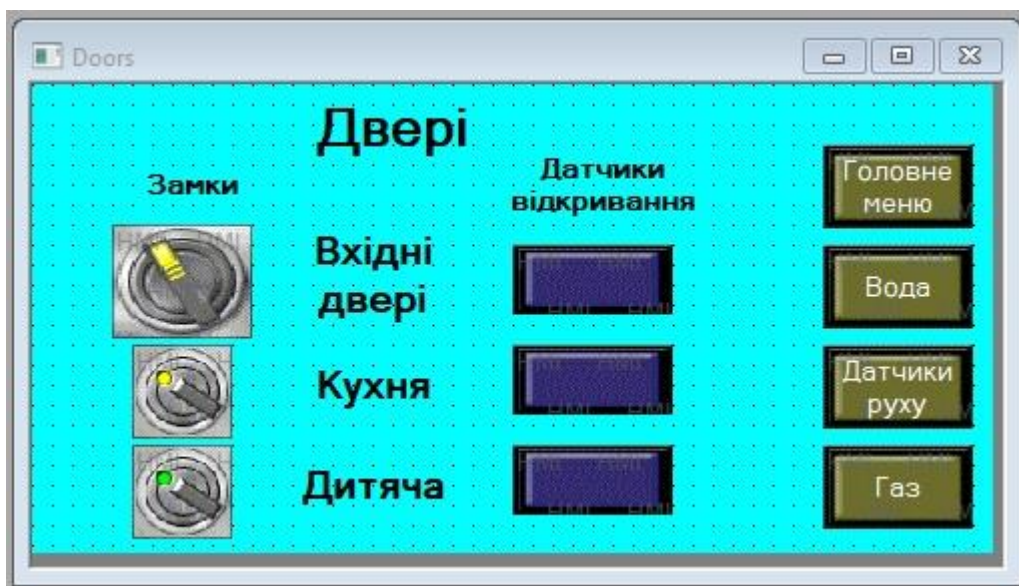 Doors
Двері
Замки
Датчики
відкривання
Вхідні
двері
Кухня
Дитяча
Головне
меню
Вода
Датчики
руху
Газ